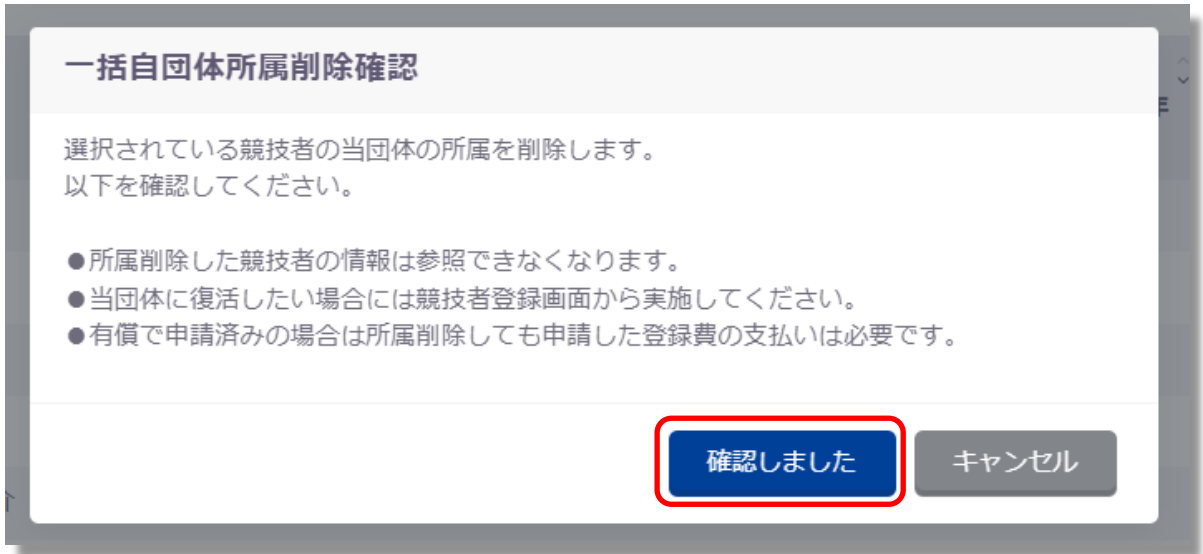 一括自団体所属削除確認
年
選択されている競技者の当団体の所属を削除します。
以下を確認してください。
●所属削除した競技者の情報は参照できなくなります。
●当団体に復活したい場合には競技者登録画面から実施してください。
●有償で申請済みの場合は所属削除しても申請した登録費の支払いは必要です。
確認しました
キャンセル